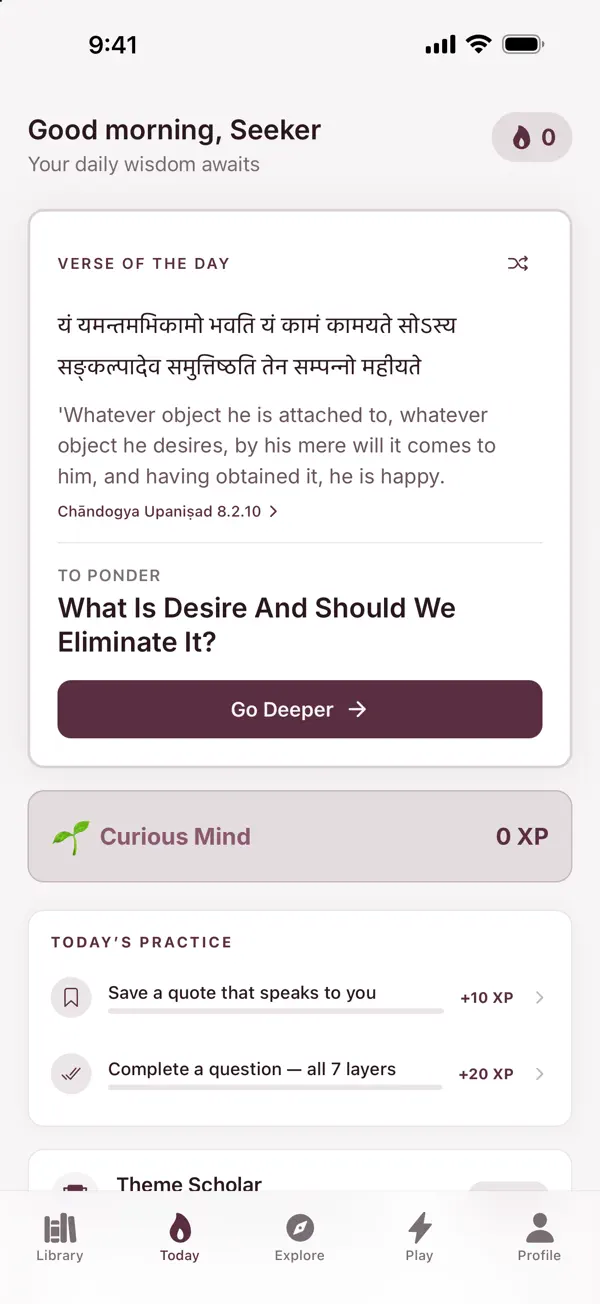 9:41
Good morning, Seeker
0
Your daily wisdom awaits
VERSE OF THE DAY
यं यमन्तमभिकामो भवति यं कामं कामयते सोऽस्य
सङ्कल्पादेव समुत्तिष्ठति तेन सम्पन्नो महीयते
'Whatever object he is attached to, whatever
object he desires, by his mere will it comes to
him, and having obtained it, he is happy.
Chāndogya Upaniṣad 8.2.10
TO PONDER
What Is Desire And Should We
Eliminate It?
Go Deeper
Curious Mind
0 XP
TODAY'S PRACTICE
Save a quote that speaks to you
+10 XP
Complete a question — all 7 layers
+20 XP
Theme Scholar
Library
Today
Explore
Play
Profile